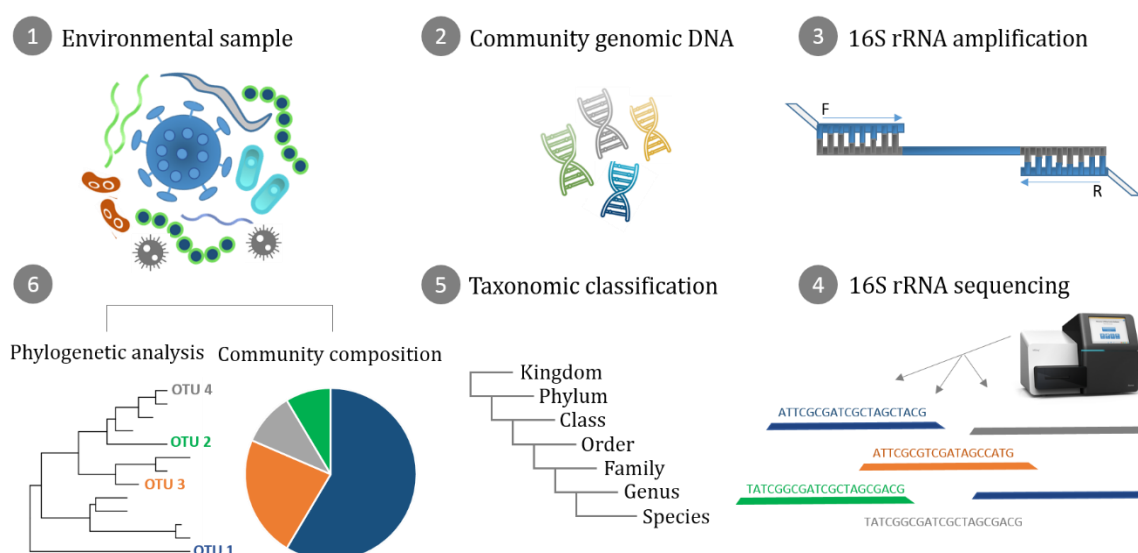 1 Environmental sample
2 Community genomic DNA
3 16S rRNA amplification
F
R
6
Phylogenetic analysis
Community composition
OTU 4
OTU 2
OTU 3
OTU 1
5 Taxonomic classification
Kingdom
Phylum
Class
Order
Family
Genus
Species
4 16S rRNA sequencing
ATTCGCGATCGCTAGCTACG
ATTCGCGTCGATAGCCATG
TATCGGCGATCGCTAGCGACG
TATCGGCGATCGCTAGCGACG